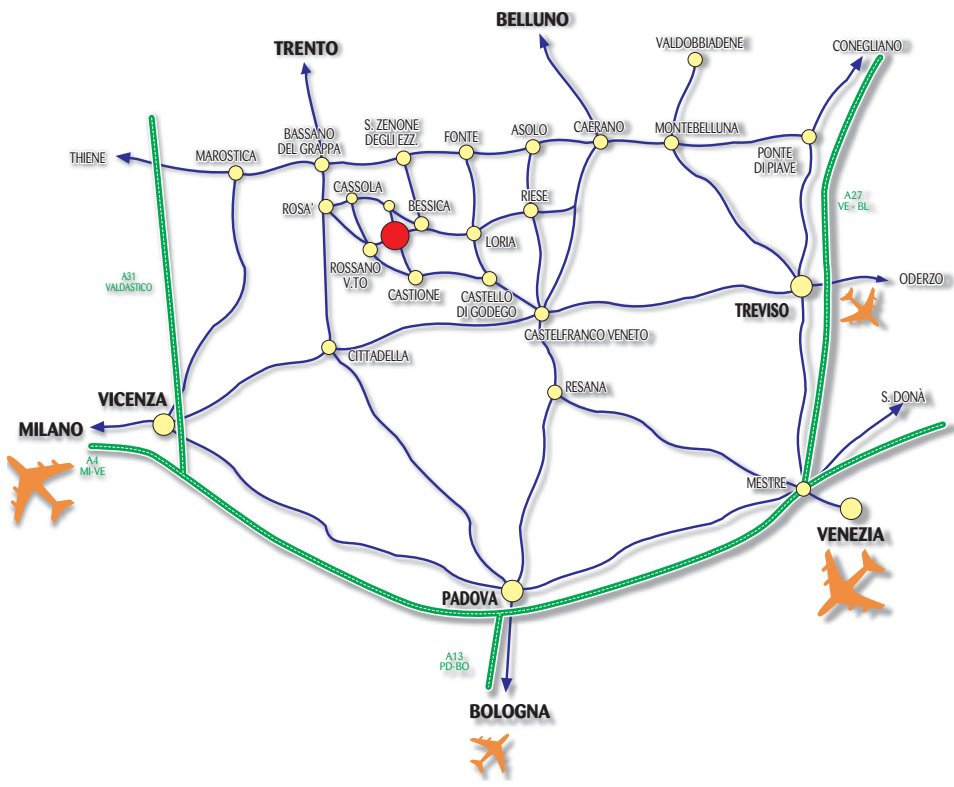 BELLUNO
TRENTO
VALDOBBIADENE
CONEGLIANO
THIENE
MAROSTICA
BASSANO
DEL GRAPPA
S. ZENONE
DEGLI EZZ.
FONTE
ASOLO
CAERANO
MONTEBELLUNA
PONTE
DI PIAVE
CASSOLA
ROSA'
BESSICA
RIESE
A27
VE - BL
LORIA
A31
VALDASTICO
ROSSANO
V.TO
CASTIONE
CASTELLO
DI GODEGO
ODERZO
TREVISO
CASTELFRANCO VENETO
CITTADELLA
RESANA
VICENZA
S. DONÀ
MILANO
A4
MI-VE
MESTRE
VENEZIA
PADOVA
A13
PD-BO
BOLOGNA